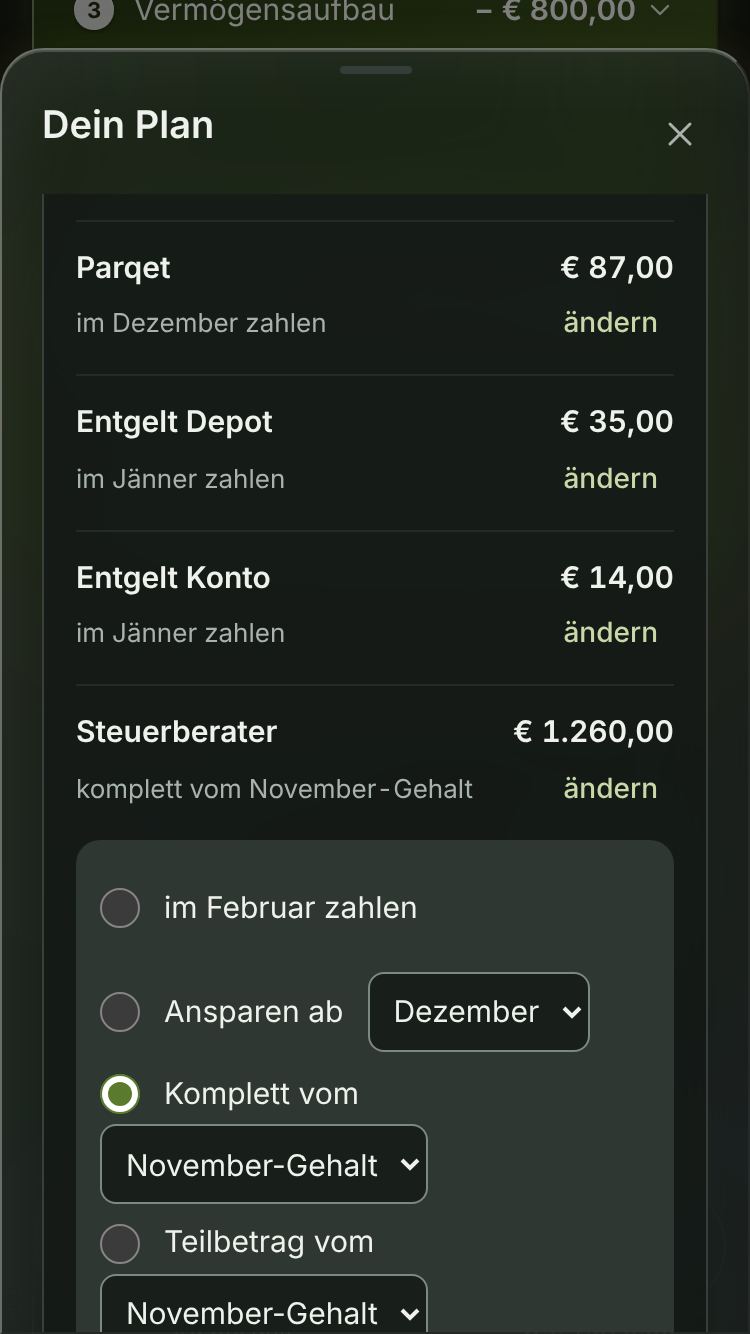 3 Vermögensaufbau – € 800,00
Dein Plan
Parqet € 87,00
im Dezember zahlen ändern
Entgelt Depot € 35,00
im Jänner zahlen ändern
Entgelt Konto € 14,00
im Jänner zahlen ändern
Steuerberater € 1.260,00
komplett vom November-Gehalt ändern
im Februar zahlen
Ansparen ab Dezember
Komplett vom
November-Gehalt
Teilbetrag vom
November-Gehalt